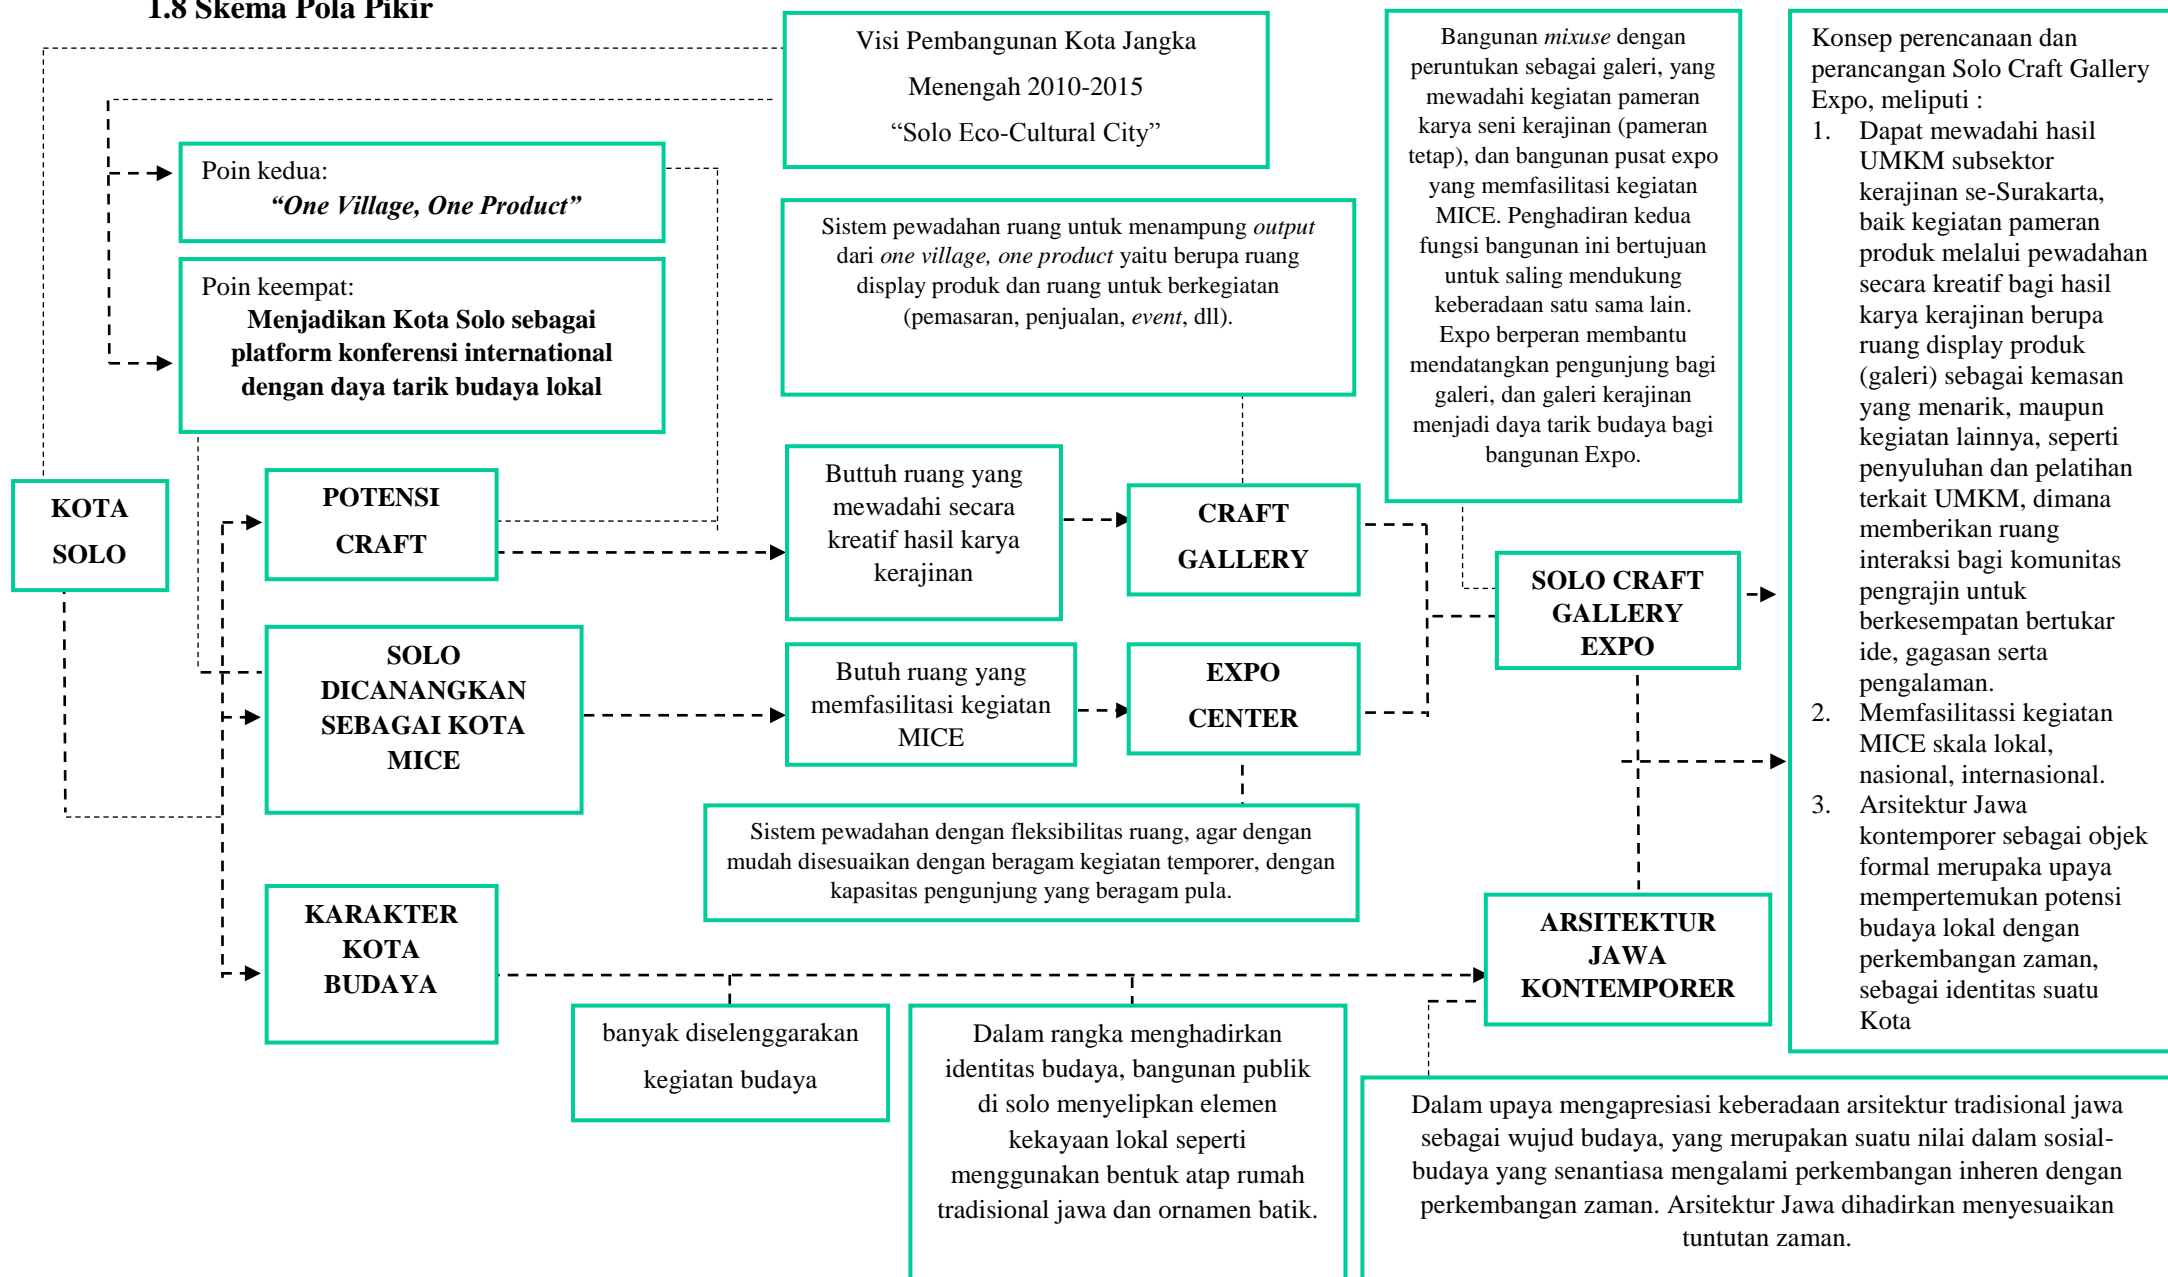 1.8 Skema Pola Pikir
Visi Pembangunan Kota Jangka
Menengah 2010-2015
“Solo Eco-Cultural City”
Poin kedua:
“One Village, One Product”
Poin keempat:
Menjadikan Kota Solo sebagai
platform konferensi international
dengan daya tarik budaya lokal
Sistem pewadahan ruang untuk menampung output
dari one village, one product yaitu berupa ruang
display produk dan ruang untuk berkegiatan
(pemasaran, penjualan, event, dll).
Bangunan mixuse dengan
peruntukan sebagai galeri, yang
mewadahi kegiatan pameran
karya seni kerajinan (pameran
tetap), dan bangunan pusat expo
yang memfasilitasi kegiatan
MICE. Penghadiran kedua
fungsi bangunan ini bertujuan
untuk saling mendukung
keberadaan satu sama lain.
Expo berperan membantu
mendatangkan pengunjung bagi
galeri, dan galeri kerajinan
menjadi daya tarik budaya bagi
bangunan Expo.
Konsep perencanaan dan
perancangan Solo Craft Gallery
Expo, meliputi :
1. Dapat mewadahi hasil
UMKM subsektor
kerajinan se-Surakarta,
baik kegiatan pameran
produk melalui pewadahan
secara kreatif bagi hasil
karya kerajinan berupa
ruang display produk
(galeri) sebagai kemasan
yang menarik, maupun
kegiatan lainnya, seperti
penyuluhan dan pelatihan
terkait UMKM, dimana
memberikan ruang
interaksi bagi komunitas
pengrajin untuk
berkesempatan bertukar
ide, gagasan serta
pengalaman.
2. Memfasilitassi kegiatan
MICE skala lokal,
nasional, internasional.
3. Arsitektur Jawa
kontemporer sebagai objek
formal merupaka upaya
mempertemukan potensi
budaya lokal dengan
perkembangan zaman,
sebagai identitas suatu
Kota
KOTA
SOLO
POTENSI
CRAFT
Buttuh ruang yang
mewadahi secara
kreatif hasil karya
kerajinan
CRAFT
GALLERY
SOLO CRAFT
GALLERY
EXPO
SOLO
DICANANGKAN
SEBAGAI KOTA
MICE
Butuh ruang yang
memfasilitasi kegiatan
MICE
EXPO
CENTER
Sistem pewadahan dengan fleksibilitas ruang, agar dengan
mudah disesuaikan dengan beragam kegiatan temporer, dengan
kapasitas pengunjung yang beragam pula.
KARAKTER
KOTA
BUDAYA
ARSITEKTUR
JAWA
KONTEMPORER
banyak diselenggarakan
kegiatan budaya
Dalam rangka menghadirkan
identitas budaya, bangunan publik
di solo menyelipkan elemen
kekayaan lokal seperti
menggunakan bentuk atap rumah
tradisional jawa dan ornamen batik.
Dalam upaya mengapresiasi keberadaan arsitektur tradisional jawa
sebagai wujud budaya, yang merupakan suatu nilai dalam sosial-
budaya yang senantiasa mengalami perkembangan inheren dengan
perkembangan zaman. Arsitektur Jawa dihadirkan menyesuaikan
tuntutan zaman.